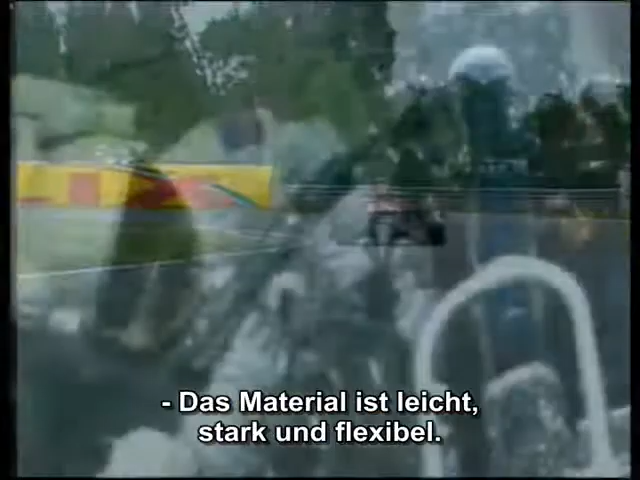 - Das Material ist leicht,
stark und flexibel.